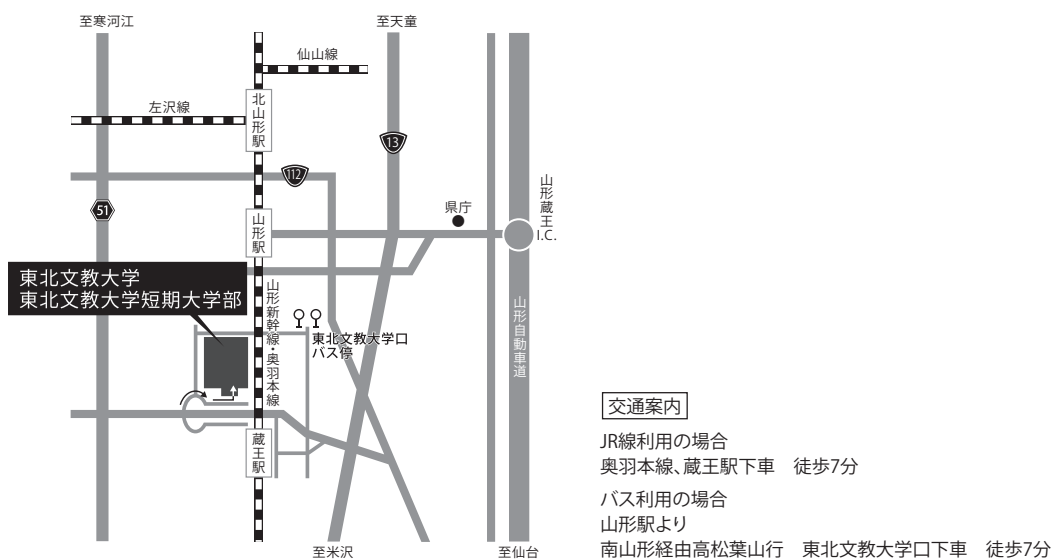 至寒河江
至天童
仙山線
左沢線
北山形駅
13
112
51
県庁
山形蔵王
I.C.
山形駅
東北文教大学
東北文教大学短期大学部
山形新幹線・奥羽本線
東北文教大学口
バス停
山形自動車道
蔵王駅
至米沢
至仙台
交通案内
JR線利用の場合
奥羽本線、蔵王駅下車　徒歩7分
バス利用の場合
山形駅より
南山形経由高松葉山行　東北文教大学口下車　徒歩7分